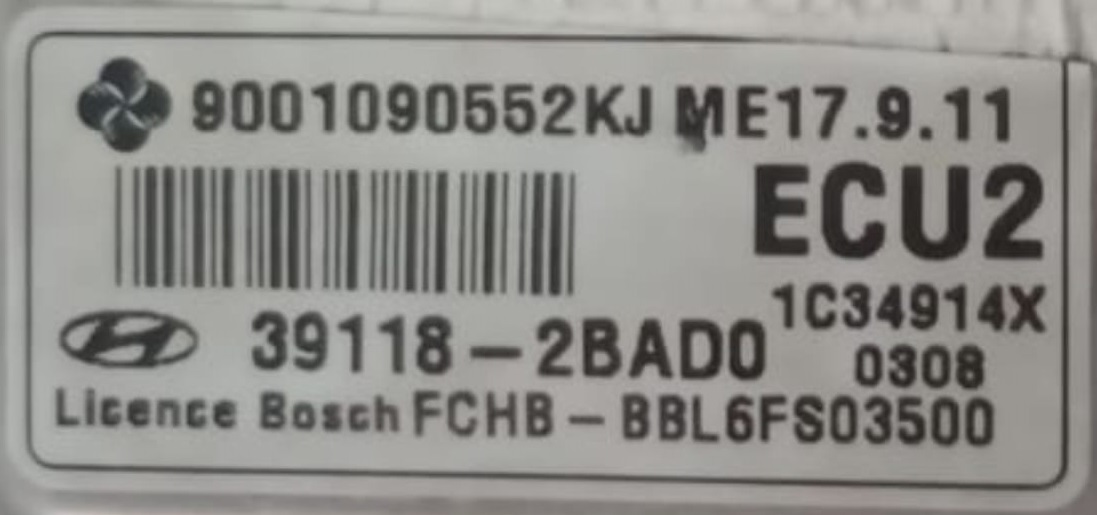 9001090552KJ ME17.9.11
ECU2
1C34914X
39118-2BAD0 0308
Licence Bosch FCHB-BBL6FS03500